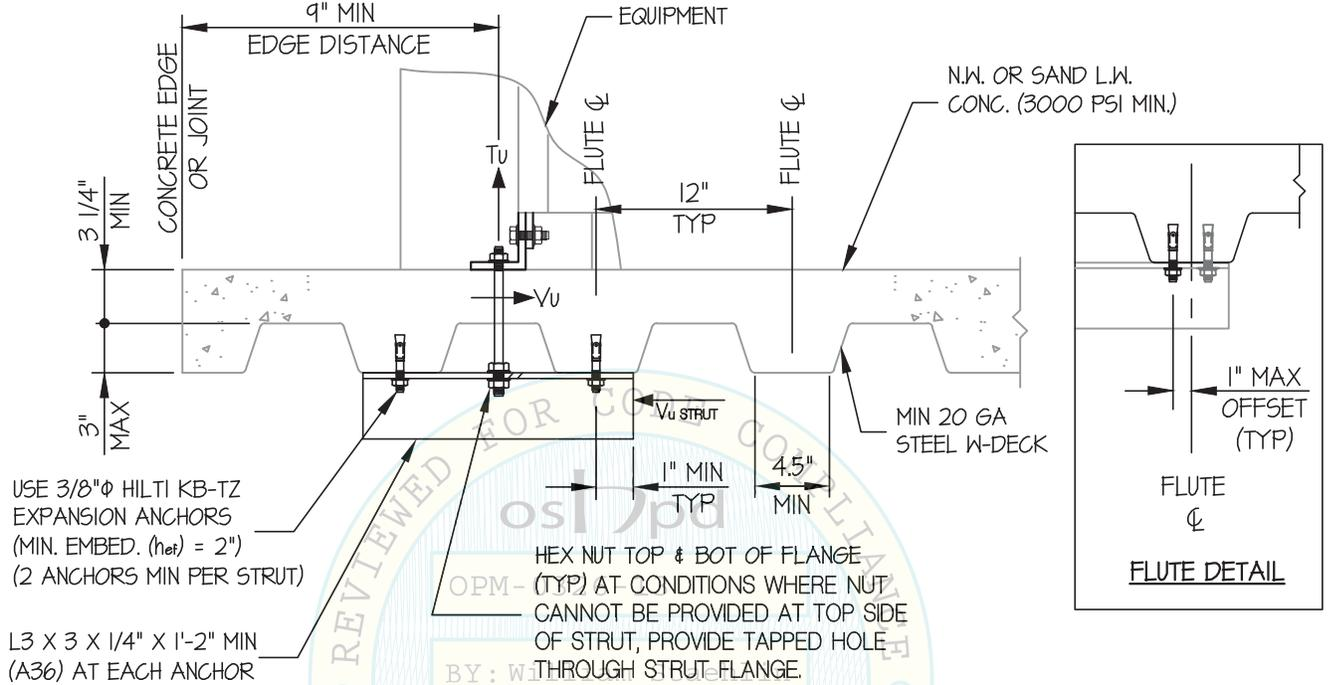 9" MIN
EDGE DISTANCE
EQUIPMENT
CONCRETE EDGE
OR JOINT
N.W. OR SAND L.W.
CONC. (3000 PSI MIN.)
FLUTE ℄
FLUTE ℄
Tu
12"
TYP
3 1/4"
MIN
Vu
3"
MAX
Vu STRUT
MIN 20 GA
STEEL W-DECK
1" MIN
TYP
4.5"
MIN
USE 3/8"Φ HILTI KB-TZ
EXPANSION ANCHORS
(MIN. EMBED. (hef) = 2")
(2 ANCHORS MIN PER STRUT)
HEX NUT TOP & BOT OF FLANGE
(TYP) AT CONDITIONS WHERE NUT
CANNOT BE PROVIDED AT TOP SIDE
OF STRUT, PROVIDE TAPPED HOLE
THROUGH STRUT FLANGE.
L3 X 3 X 1/4" X 1'-2" MIN
(A36) AT EACH ANCHOR
1" MAX
OFFSET
(TYP)
FLUTE
℄
FLUTE DETAIL
REVIEWED FOR CODE COMPLIANCE
oshpd
BY: William